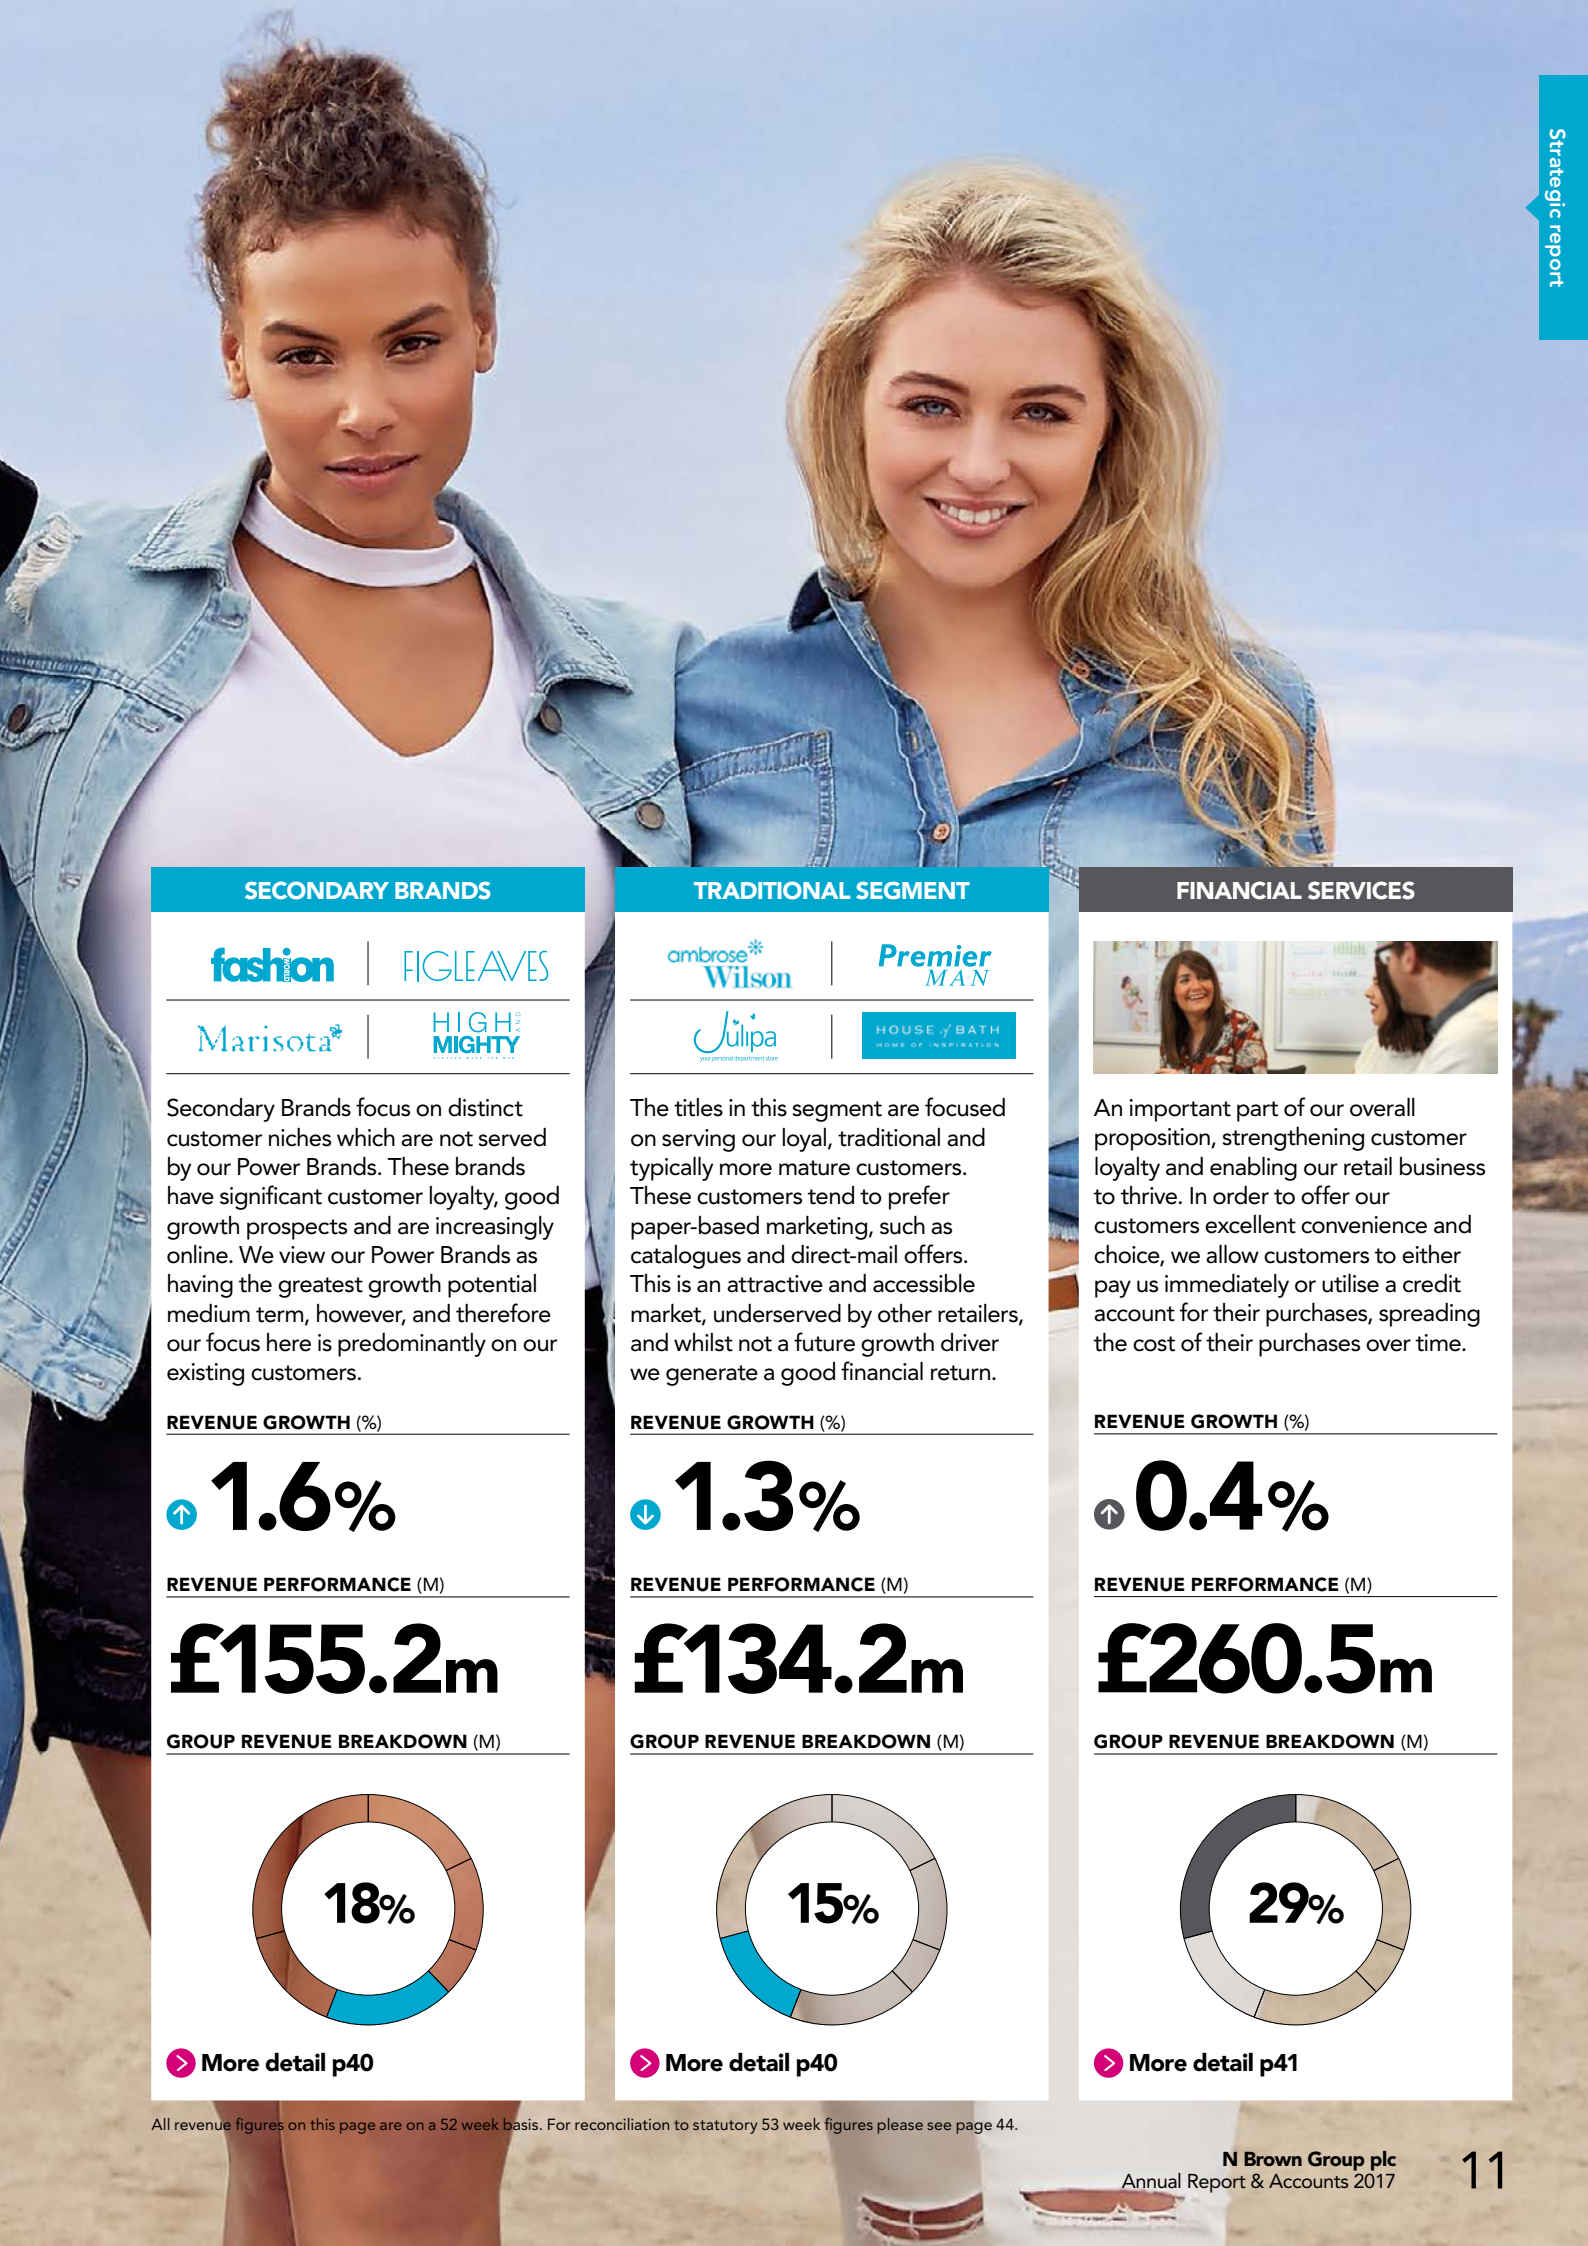 Strategic report
SECONDARY BRANDS
fashion WORLD
FIGLEAVES
Marisota
HIGH AND
MIGHTY
Secondary Brands focus on distinct
customer niches which are not served
by our Power Brands. These brands
have significant customer loyalty, good
growth prospects and are increasingly
online. We view our Power Brands as
having the greatest growth potential
medium term, however, and therefore
our focus here is predominantly on our
existing customers.
REVENUE GROWTH (%)
1.6%
REVENUE PERFORMANCE (M)
£155.2m
GROUP REVENUE BREAKDOWN (M)
18%
More detail p40
TRADITIONAL SEGMENT
ambrose
Wilson
Premier
MAN
Julipa
your personal department store
HOUSE of BATH
HOME OF INSPIRATION
The titles in this segment are focused
on serving our loyal, traditional and
typically more mature customers.
These customers tend to prefer
paper-based marketing, such as
catalogues and direct-mail offers.
This is an attractive and accessible
market, underserved by other retailers,
and whilst not a future growth driver
we generate a good financial return.
REVENUE GROWTH (%)
1.3%
REVENUE PERFORMANCE (M)
£134.2m
GROUP REVENUE BREAKDOWN (M)
15%
More detail p40
FINANCIAL SERVICES
An important part of our overall
proposition, strengthening customer
loyalty and enabling our retail business
to thrive. In order to offer our
customers excellent convenience and
choice, we allow customers to either
pay us immediately or utilise a credit
account for their purchases, spreading
the cost of their purchases over time.
REVENUE GROWTH (%)
0.4%
REVENUE PERFORMANCE (M)
£260.5m
GROUP REVENUE BREAKDOWN (M)
29%
More detail p41
All revenue figures on this page are on a 52 week basis. For reconciliation to statutory 53 week figures please see page 44.
N Brown Group plc
Annual Report & Accounts 2017
11